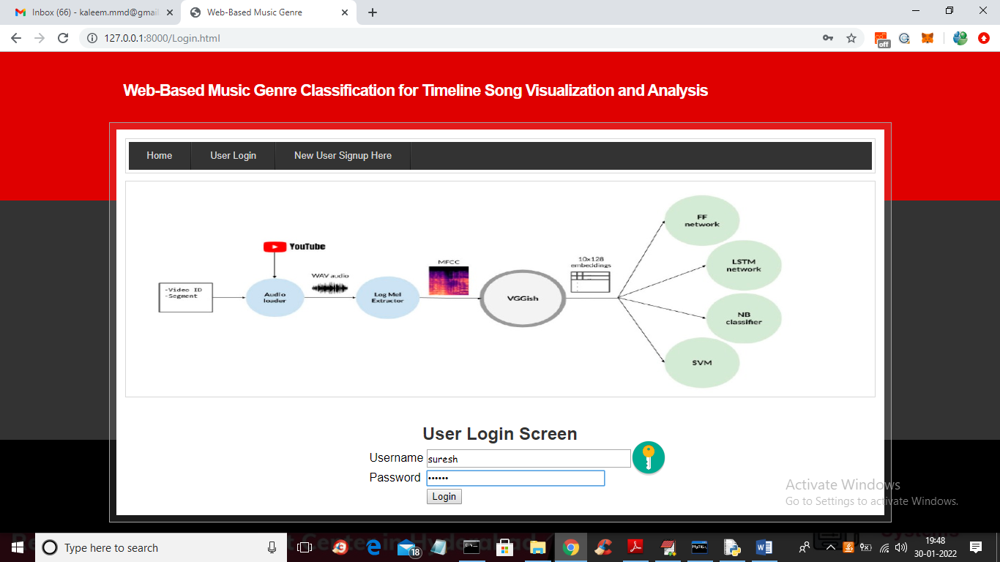 Inbox (66) - kaleem.mmd@gmai
Web-Based Music Genre
127.0.0.1:8000/Login.html
off
Web-Based Music Genre Classification for Timeline Song Visualization and Analysis
Home
User Login
New User Signup Here
YouTube
-Video ID
-Segment
Audio
loader
WAV audio
Log Mel
Extractor
MFCC
VGGish
10x128
embeddings
FF
network
LSTM
network
NB
classifier
SVM
User Login Screen
Username suresh
Password ••••••
Login
Activate Windows
Go to Settings to activate Windows.
Type here to search
18
MySQL
19:48
30-01-2022